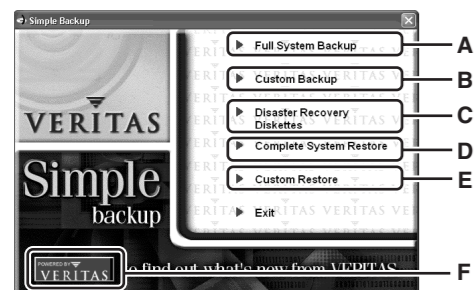 Simple Backup
Full System Backup
A
Custom Backup
B
VERITAS
Disaster Recovery
Diskettes
C
Complete System Restore
D
Simple
backup
Custom Restore
E
Exit
POWERED BY
VERITAS
to find out what's new from VERITAS
F